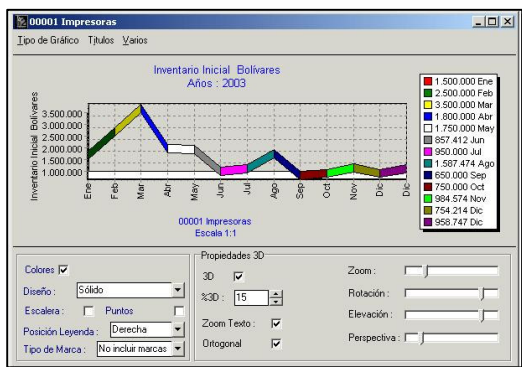 00001 Impresoras
Tipo de Gráfico Títulos Varios
Inventario Inicial Bolívares
Años : 2003
Inventario Inicial Bolívares
3.500.000
3.000.000
2.500.000
2.000.000
1.500.000
1.000.000
Ene
Feb
Mar
Abr
May
Jun
Jul
Ago
Sep
Oct
Nov
Dic
Dic
00001 Impresoras
Escala 1:1
1.500.000 Ene
2.500.000 Feb
3.500.000 Mar
1.800.000 Abr
1.750.000 May
857.412 Jun
950.000 Jul
1.587.474 Ago
650.000 Sep
750.000 Oct
984.574 Nov
754.214 Dic
958.747 Dic
Colores
Diseño : Sólido
Escalera : Puntos
Posición Leyenda : Derecha
Tipo de Marca : No incluir marcas
Propiedades 3D
3D
%3D : 15
Zoom Texto :
Ortogonal
Zoom :
Rotación :
Elevación :
Perspectiva :